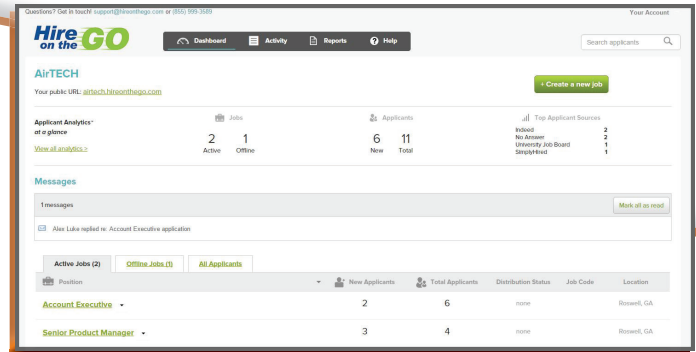 Questions? Get in touch! support@hireonthego.com or (855) 999-3689 Your Account
Hire on the GO
Dashboard Activity Reports Help
Search applicants
AirTECH
Your public URL: airtech.hireonthego.com
+ Create a new job
Applicant Analytics*
at a glance
View all analytics >
Jobs
2 1
Active Offline
Applicants
6 11
New Total
Top Applicant Sources
Indeed 2
No Answer 2
University Job Board 1
SimplyHired 1
Messages
1 messages Mark all as read
Alex Luke replied re: Account Executive application
Active Jobs (2) Offline Jobs (1) All Applicants
Position New Applicants Total Applicants Distribution Status Job Code Location
Account Executive 2 6 none Roswell, GA
Senior Product Manager 3 4 none Roswell, GA